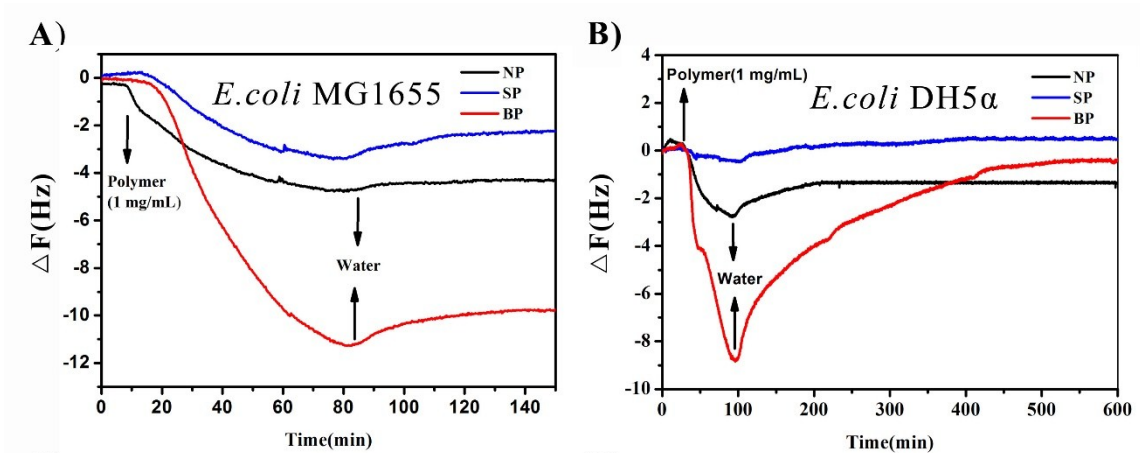 A)
E.coli MG1655
NP
SP
BP
Polymer
(1 mg/mL)
Water
△F(Hz)
0
-2
-4
-6
-8
-10
-12
0 20 40 60 80 100 120 140
Time(min)
B)
Polymer(1 mg/mL)
E.coli DH5α
NP
SP
BP
Water
△F(Hz)
4
2
0
-2
-4
-6
-8
-10
0 100 200 300 400 500 600
Time(min)